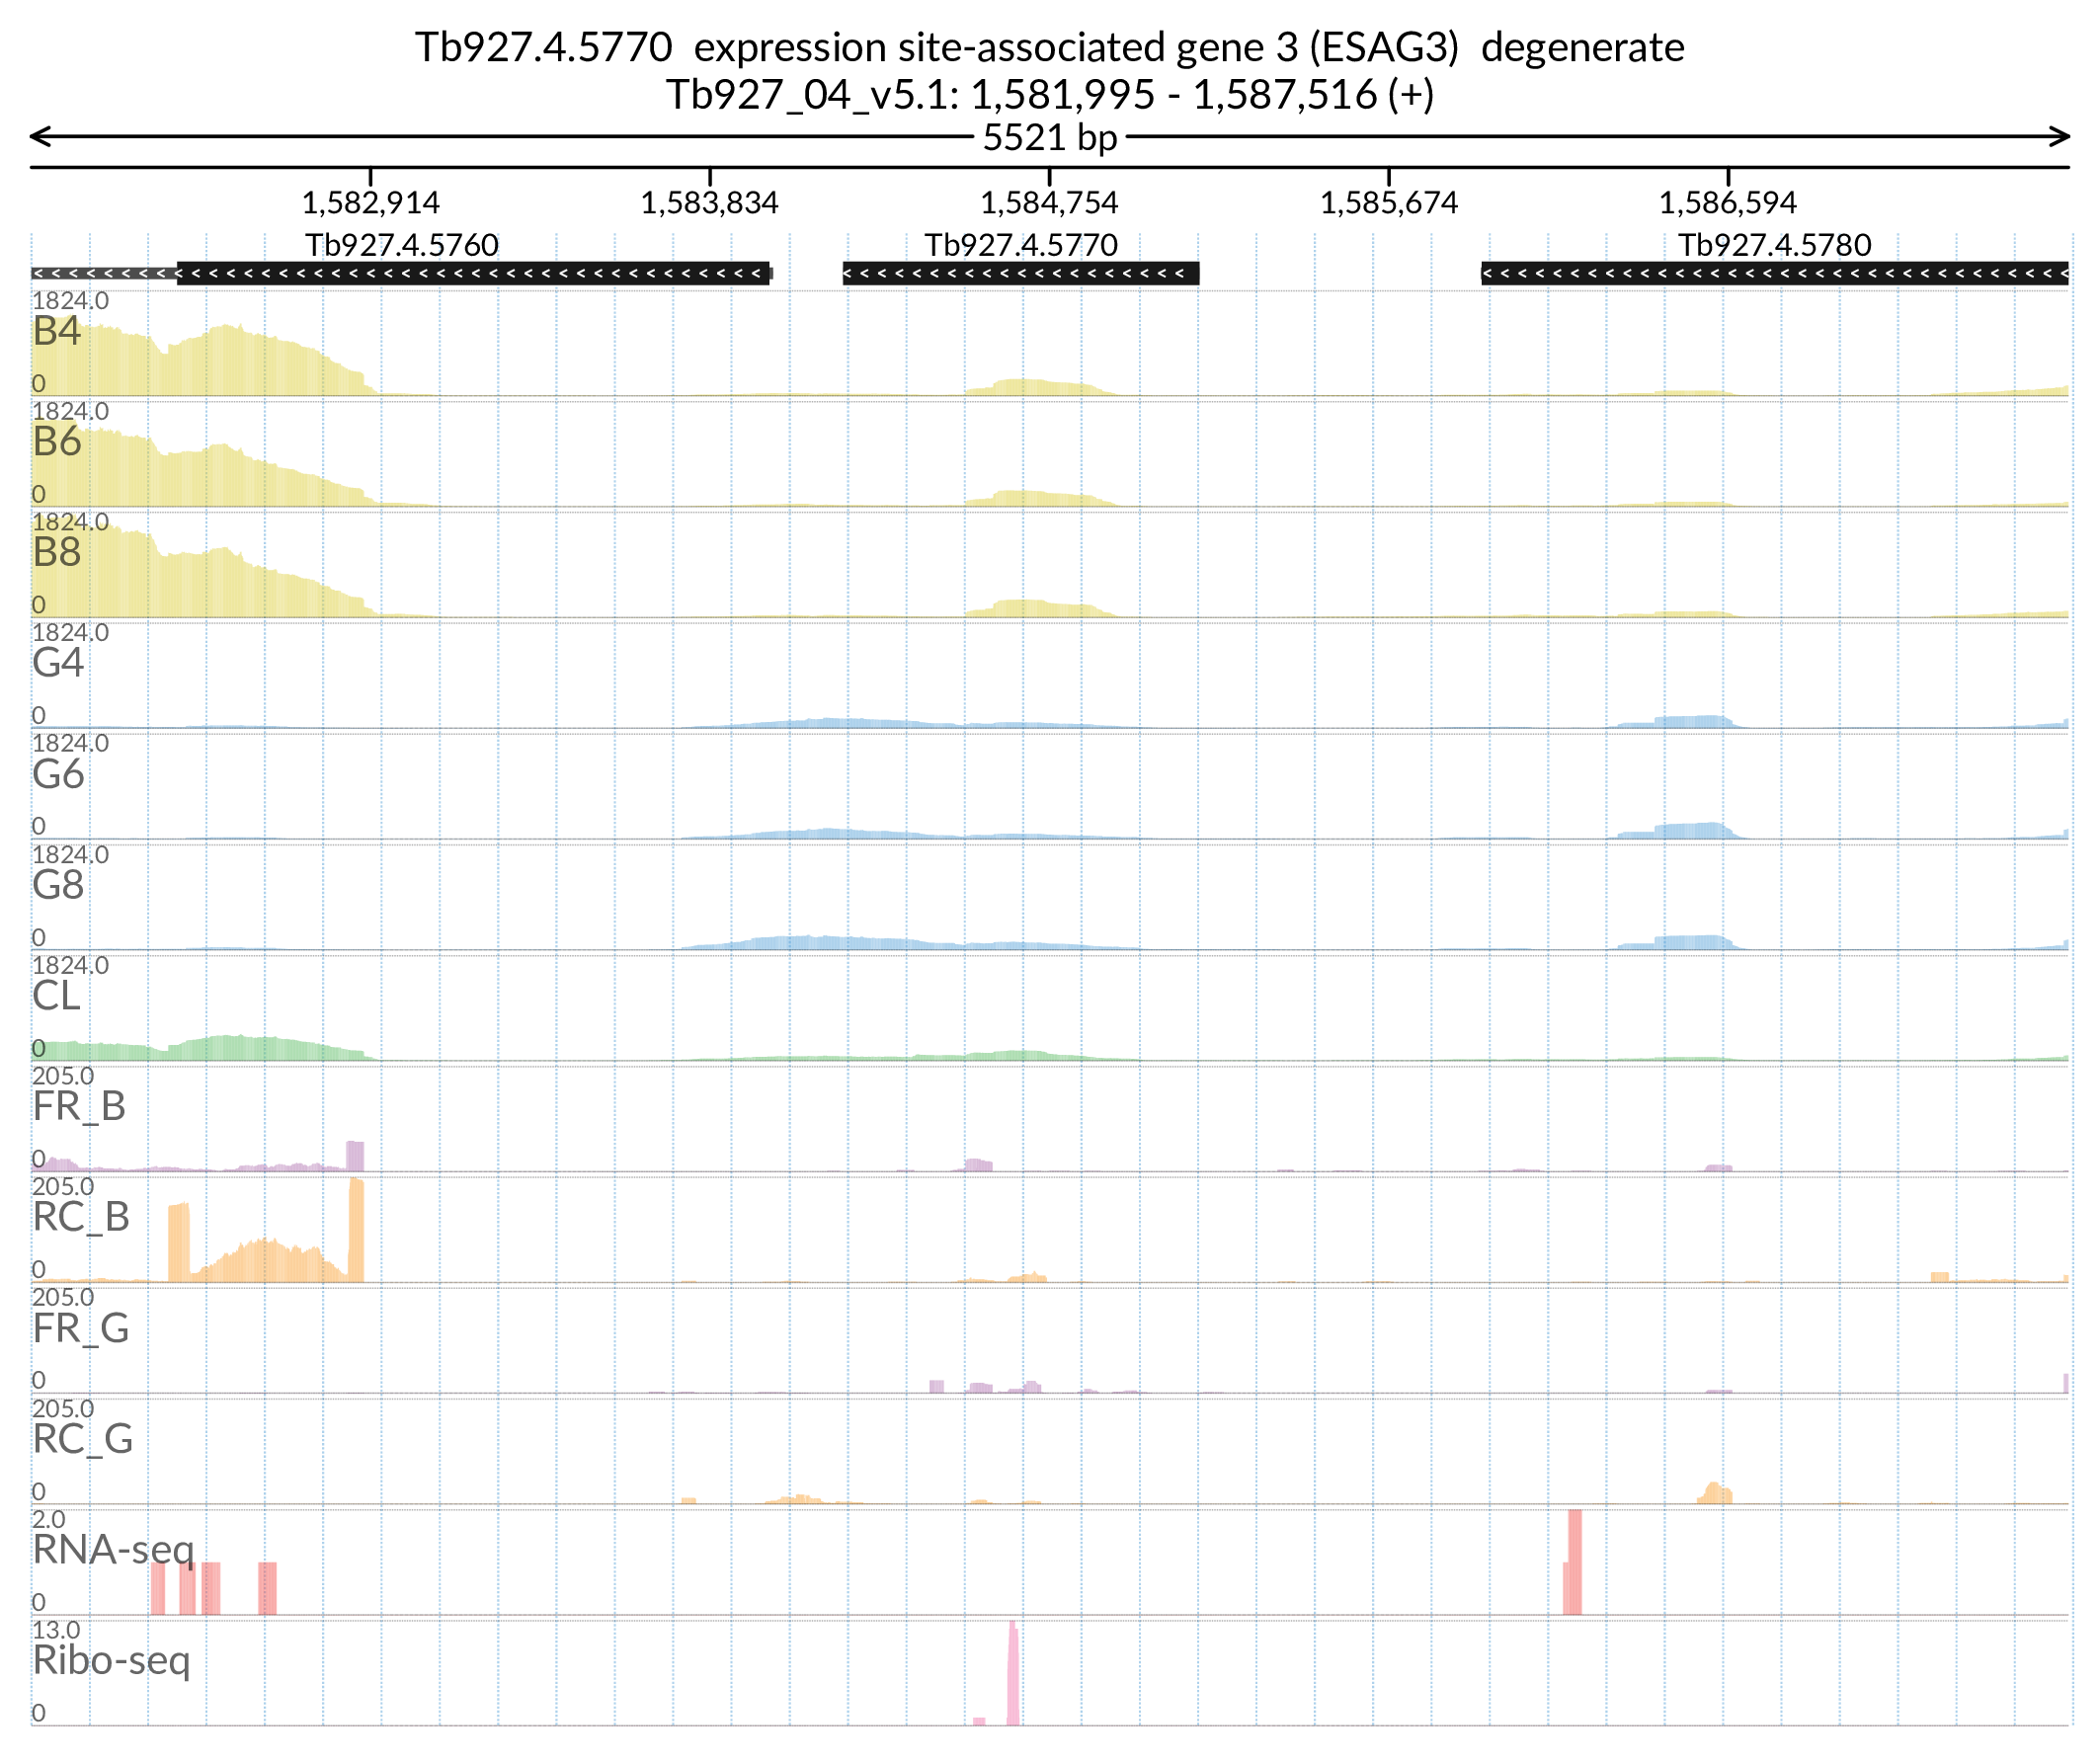 Tb927.4.5770  expression site-associated gene 3 (ESAG3)  degenerate
Tb927_04_v5.1: 1,581,995 - 1,587,516 (+)
5521 bp
1,582,914 1,583,834 1,584,754 1,585,674 1,586,594
Tb927.4.5760 Tb927.4.5770 Tb927.4.5780
1824.0
B4
0
1824.0
B6
0
1824.0
B8
0
1824.0
G4
0
1824.0
G6
0
1824.0
G8
0
1824.0
CL
0
205.0
FR_B
0
205.0
RC_B
0
205.0
FR_G
0
205.0
RC_G
0
2.0
RNA-seq
0
13.0
Ribo-seq
0